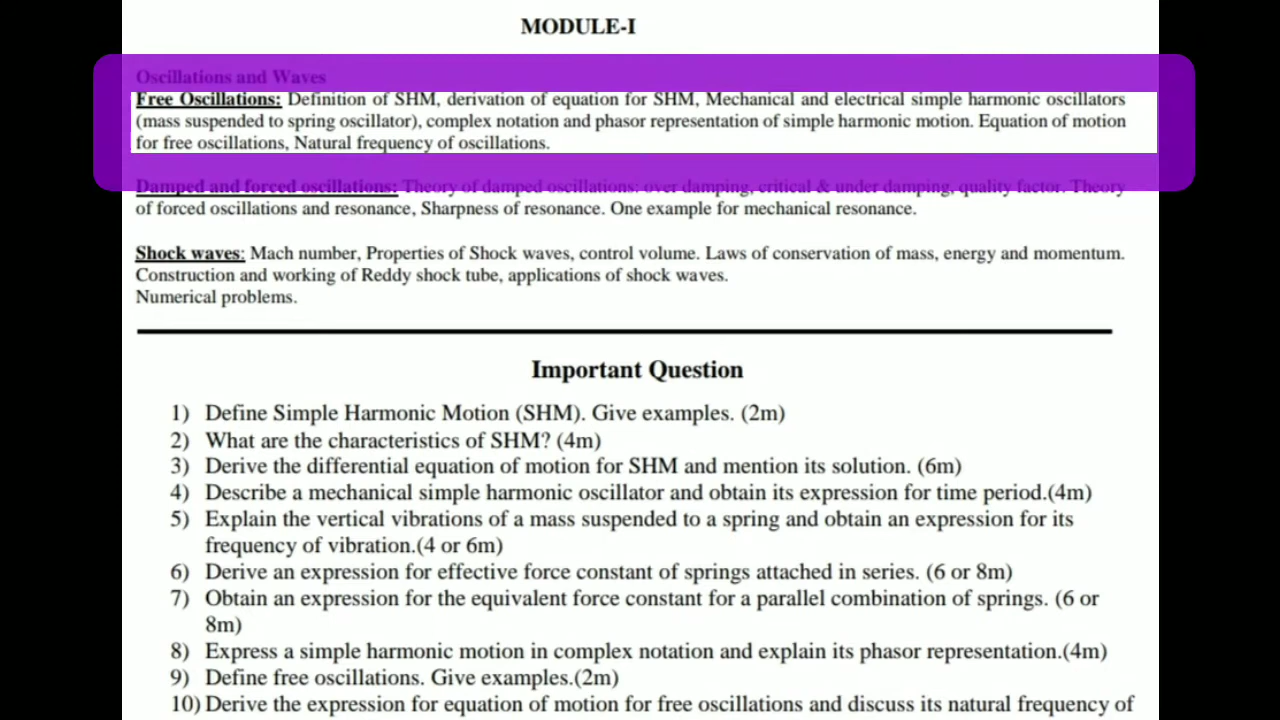 MODULE-I
Oscillations and Waves
Free Oscillations: Definition of SHM, derivation of equation for SHM, Mechanical and electrical simple harmonic oscillators
(mass suspended to spring oscillator), complex notation and phasor representation of simple harmonic motion. Equation of motion
for free oscillations, Natural frequency of oscillations.
Damped and forced oscillations: Theory of damped oscillations: over damping, critical & under damping, quality factor. Theory
of forced oscillations and resonance, Sharpness of resonance. One example for mechanical resonance.
Shock waves: Mach number, Properties of Shock waves, control volume. Laws of conservation of mass, energy and momentum.
Construction and working of Reddy shock tube, applications of shock waves.
Numerical problems.
Important Question
1) Define Simple Harmonic Motion (SHM). Give examples. (2m)
2) What are the characteristics of SHM? (4m)
3) Derive the differential equation of motion for SHM and mention its solution. (6m)
4) Describe a mechanical simple harmonic oscillator and obtain its expression for time period.(4m)
5) Explain the vertical vibrations of a mass suspended to a spring and obtain an expression for its
frequency of vibration.(4 or 6m)
6) Derive an expression for effective force constant of springs attached in series. (6 or 8m)
7) Obtain an expression for the equivalent force constant for a parallel combination of springs. (6 or
8m)
8) Express a simple harmonic motion in complex notation and explain its phasor representation.(4m)
9) Define free oscillations. Give examples.(2m)
10) Derive the expression for equation of motion for free oscillations and discuss its natural frequency of